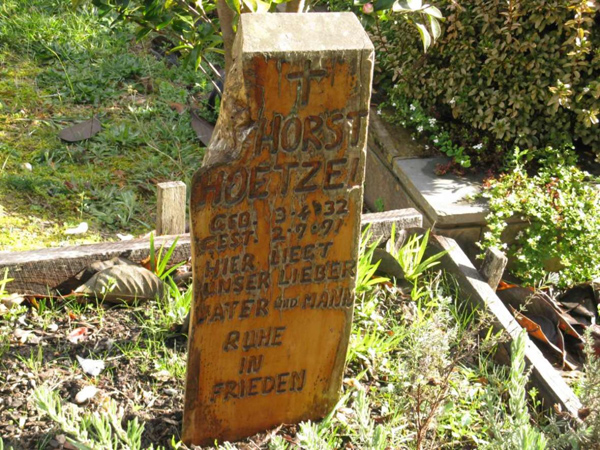 HORST
HOETZEL
GEB. 3.4.32
GEST. 2.7.97
HIER LIEGT
UNSER LIEBER
VATER UND MANN
RUHE
IN
FRIEDEN